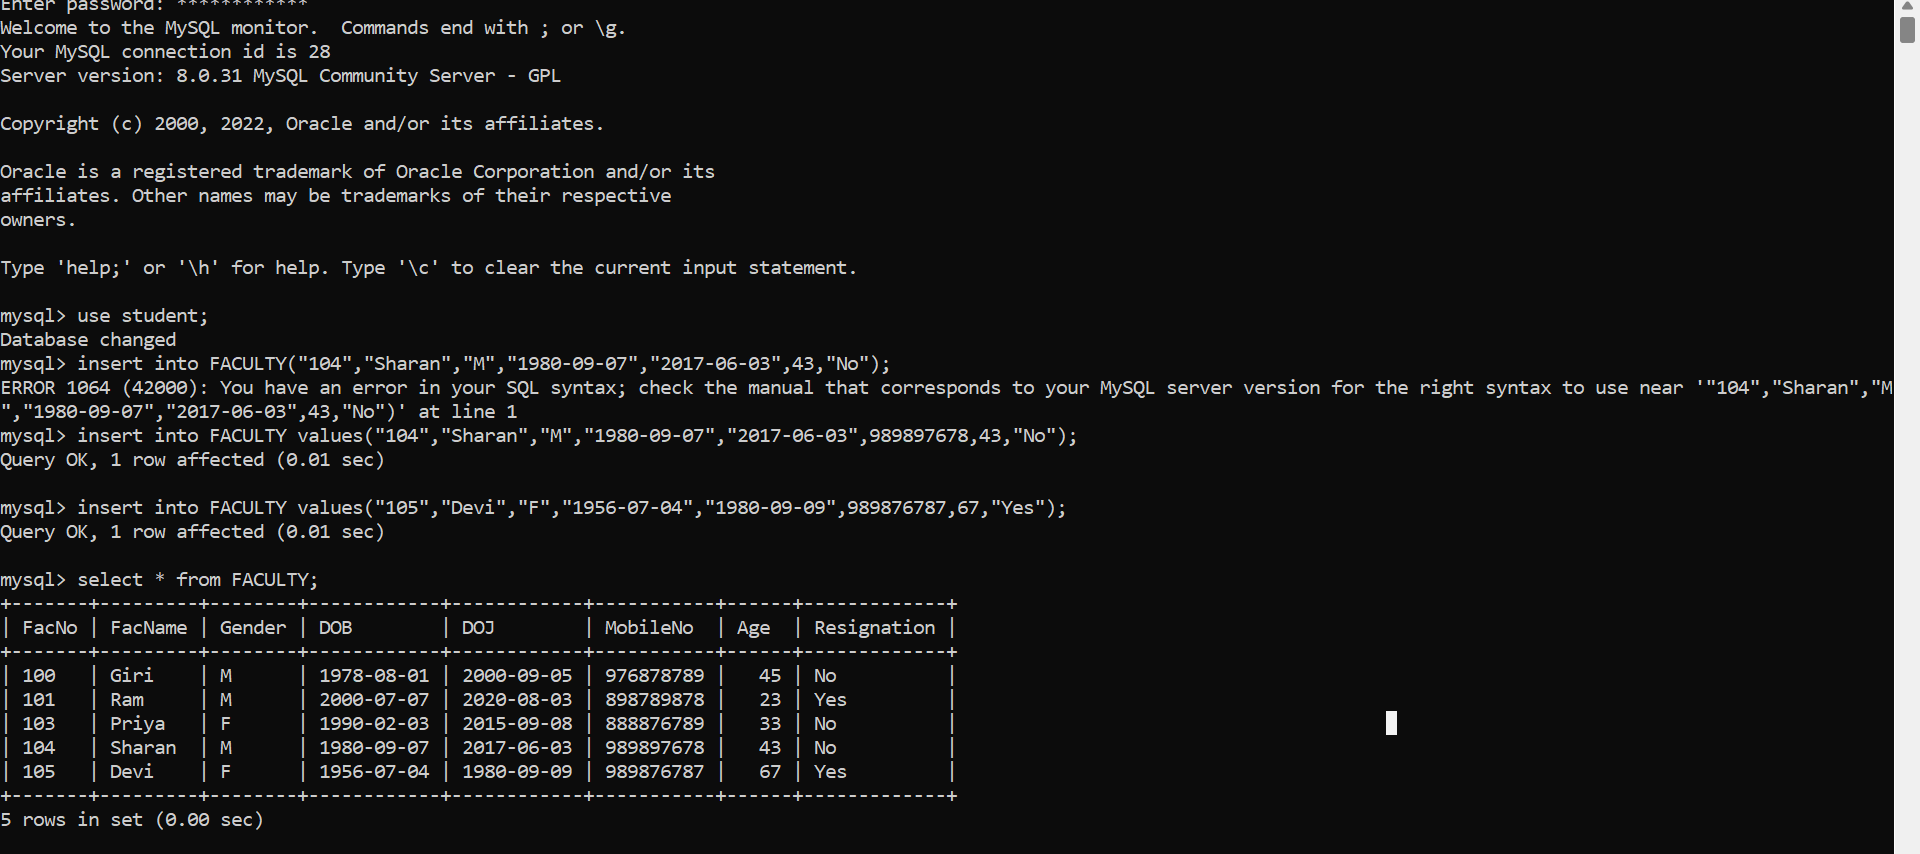 Enter password: ************
Welcome to the MySQL monitor.  Commands end with ; or \g.
Your MySQL connection id is 28
Server version: 8.0.31 MySQL Community Server - GPL

Copyright (c) 2000, 2022, Oracle and/or its affiliates.

Oracle is a registered trademark of Oracle Corporation and/or its
affiliates. Other names may be trademarks of their respective
owners.

Type 'help;' or '\h' for help. Type '\c' to clear the current input statement.

mysql> use student;
Database changed
mysql> insert into FACULTY("104","Sharan","M","1980-09-07","2017-06-03",43,"No");
ERROR 1064 (42000): You have an error in your SQL syntax; check the manual that corresponds to your MySQL server version for the right syntax to use near '"104","Sharan","M
","1980-09-07","2017-06-03",43,"No")' at line 1
mysql> insert into FACULTY values("104","Sharan","M","1980-09-07","2017-06-03",989897678,43,"No");
Query OK, 1 row affected (0.01 sec)

mysql> insert into FACULTY values("105","Devi","F","1956-07-04","1980-09-09",989876787,67,"Yes");
Query OK, 1 row affected (0.01 sec)

mysql> select * from FACULTY;
+-------+---------+--------+------------+------------+-----------+------+-------------+
| FacNo | FacName | Gender | DOB        | DOJ        | MobileNo  | Age  | Resignation |
+-------+---------+--------+------------+------------+-----------+------+-------------+
| 100   | Giri    | M      | 1978-08-01 | 2000-09-05 | 976878789 |   45 | No          |
| 101   | Ram     | M      | 2000-07-07 | 2020-08-03 | 898789878 |   23 | Yes         |
| 103   | Priya   | F      | 1990-02-03 | 2015-09-08 | 888876789 |   33 | No          |
| 104   | Sharan  | M      | 1980-09-07 | 2017-06-03 | 989897678 |   43 | No          |
| 105   | Devi    | F      | 1956-07-04 | 1980-09-09 | 989876787 |   67 | Yes         |
+-------+---------+--------+------------+------------+-----------+------+-------------+
5 rows in set (0.00 sec)